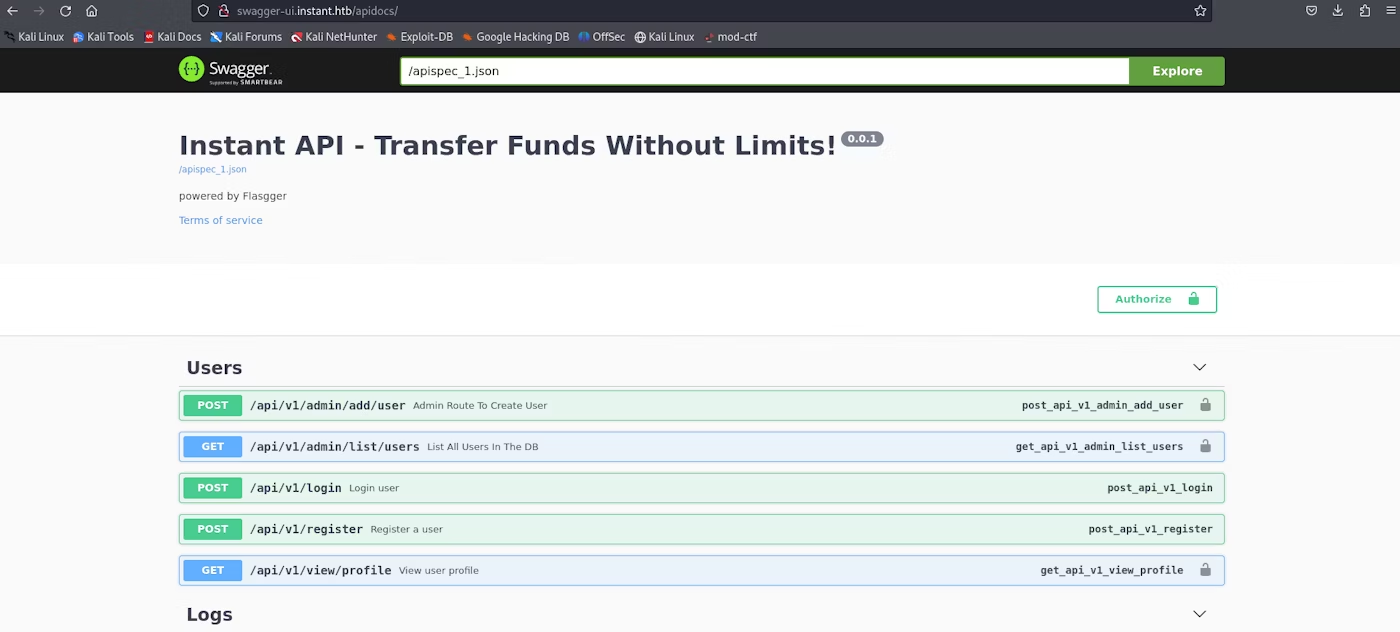 swagger-ui.instant.htb/apidocs/
Kali Linux Kali Tools Kali Docs Kali Forums Kali NetHunter Exploit-DB Google Hacking DB OffSec Kali Linux mod-ctf
Swagger. /apispec_1.json Explore
Supported by SMARTBEAR
Instant API - Transfer Funds Without Limits! 0.0.1
/apispec_1.json
powered by Flasgger
Terms of service
Authorize
Users
POST /api/v1/admin/add/user Admin Route To Create User post_api_v1_admin_add_user
GET /api/v1/admin/list/users List All Users In The DB get_api_v1_admin_list_users
POST /api/v1/login Login user post_api_v1_login
POST /api/v1/register Register a user post_api_v1_register
GET /api/v1/view/profile View user profile get_api_v1_view_profile
Logs